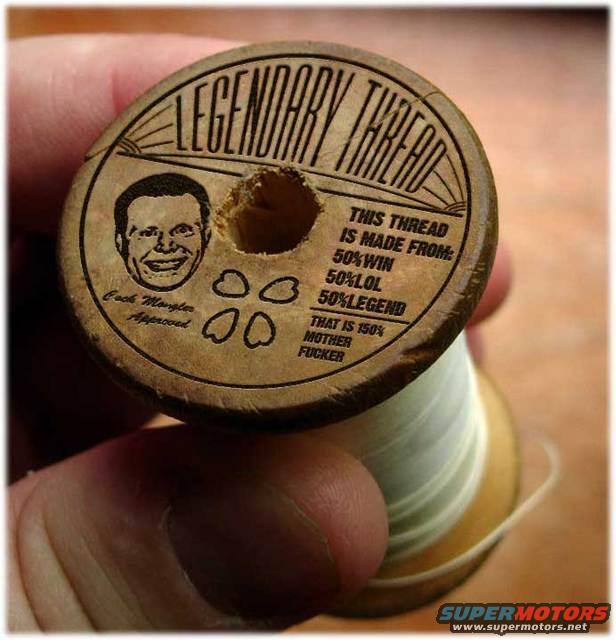 LEGENDARY THREAD
THIS THREAD
IS MADE FROM:
50%WIN
50%LOL
50%LEGEND
THAT IS 150%
MOTHER
FUCKER
Cock Mongler
Approved
SUPERMOTORS
www.supermotors.net